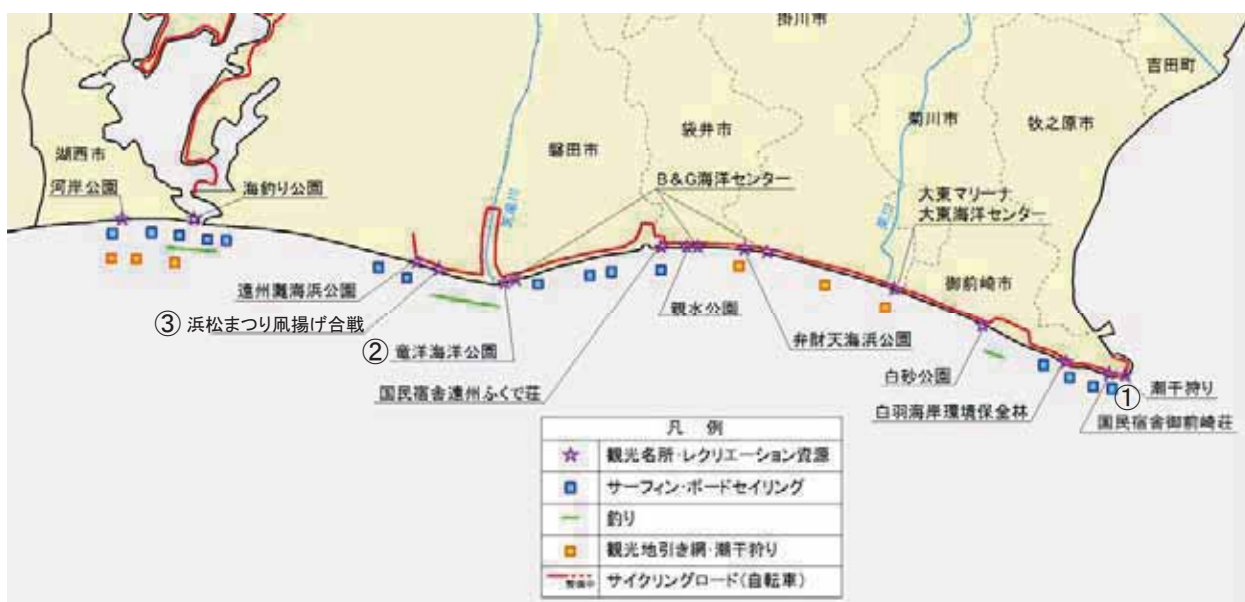 掛川市
吉田町
菊川市
牧之原市
袋井市
磐田市
湖西市
河岸公園
海釣り公園
天竜川
B&G海洋センター
菊川
大東マリーナ
大東海洋センター
御前崎市
遠州灘海浜公園
③ 浜松まつり凧揚げ合戦
② 竜洋海洋公園
国民宿舎遠州ふくで荘
親水公園
弁財天海浜公園
白砂公園
白羽海岸環境保全林
① 潮干狩り
国民宿舎御前崎荘
凡 例
観光名所・レクリエーション資源
サーフィン・ボードセイリング
釣り
観光地引き網・潮干狩り
整備中 サイクリングロード(自転車)